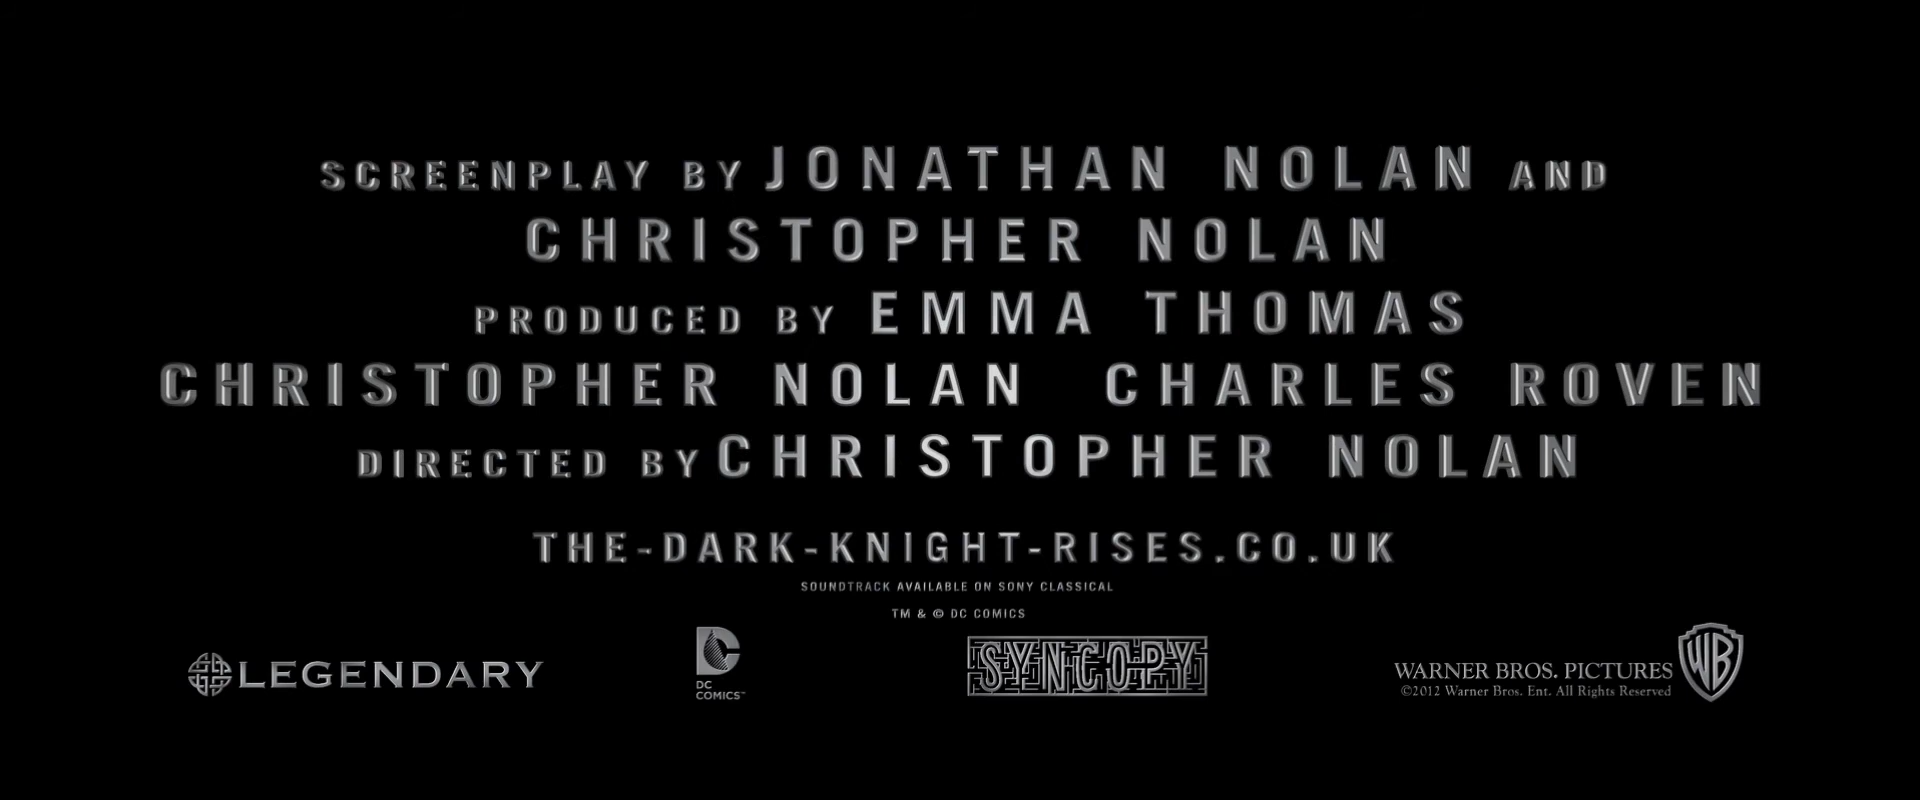 SCREENPLAY BY JONATHAN NOLAN AND
CHRISTOPHER NOLAN
PRODUCED BY EMMA THOMAS
CHRISTOPHER NOLAN CHARLES ROVEN
DIRECTED BY CHRISTOPHER NOLAN
THE-DARK-KNIGHT-RISES.CO.UK
SOUNDTRACK AVAILABLE ON SONY CLASSICAL
TM & © DC COMICS
LEGENDARY
DC
COMICS™
SYNCOPY
WARNER BROS. PICTURES
©2012 Warner Bros. Ent. All Rights Reserved
WB